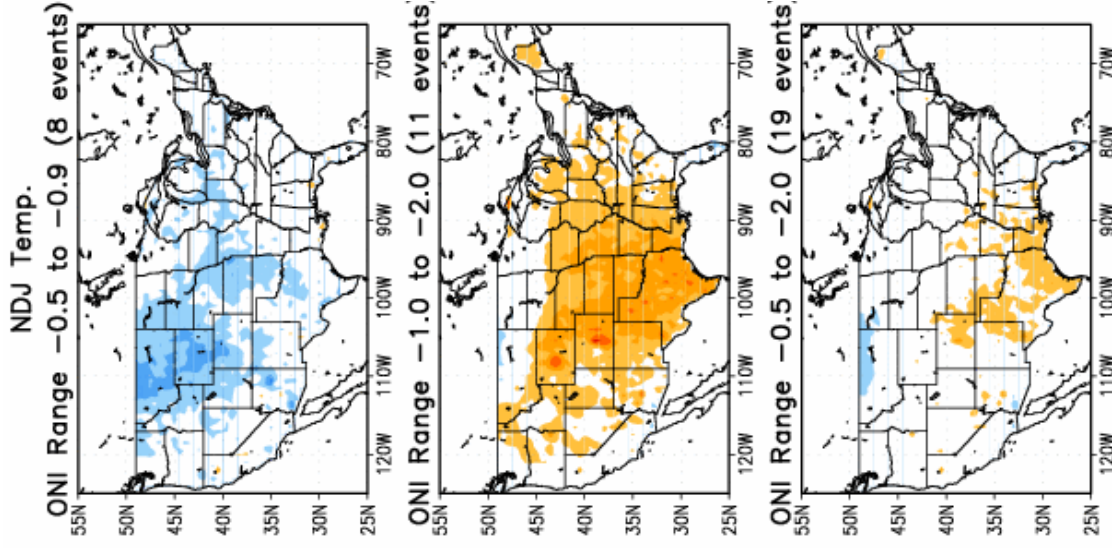 NDJ Temp.
ONI Range −0.5 to −0.9 (8 events)
55N
50N
45N
40N
35N
30N
25N
120W 110W 100W 90W 80W 70W
ONI Range −1.0 to −2.0 (11 events)
55N
50N
45N
40N
35N
30N
25N
120W 110W 100W 90W 80W 70W
ONI Range −0.5 to −2.0 (19 events)
55N
50N
45N
40N
35N
30N
25N
120W 110W 100W 90W 80W 70W